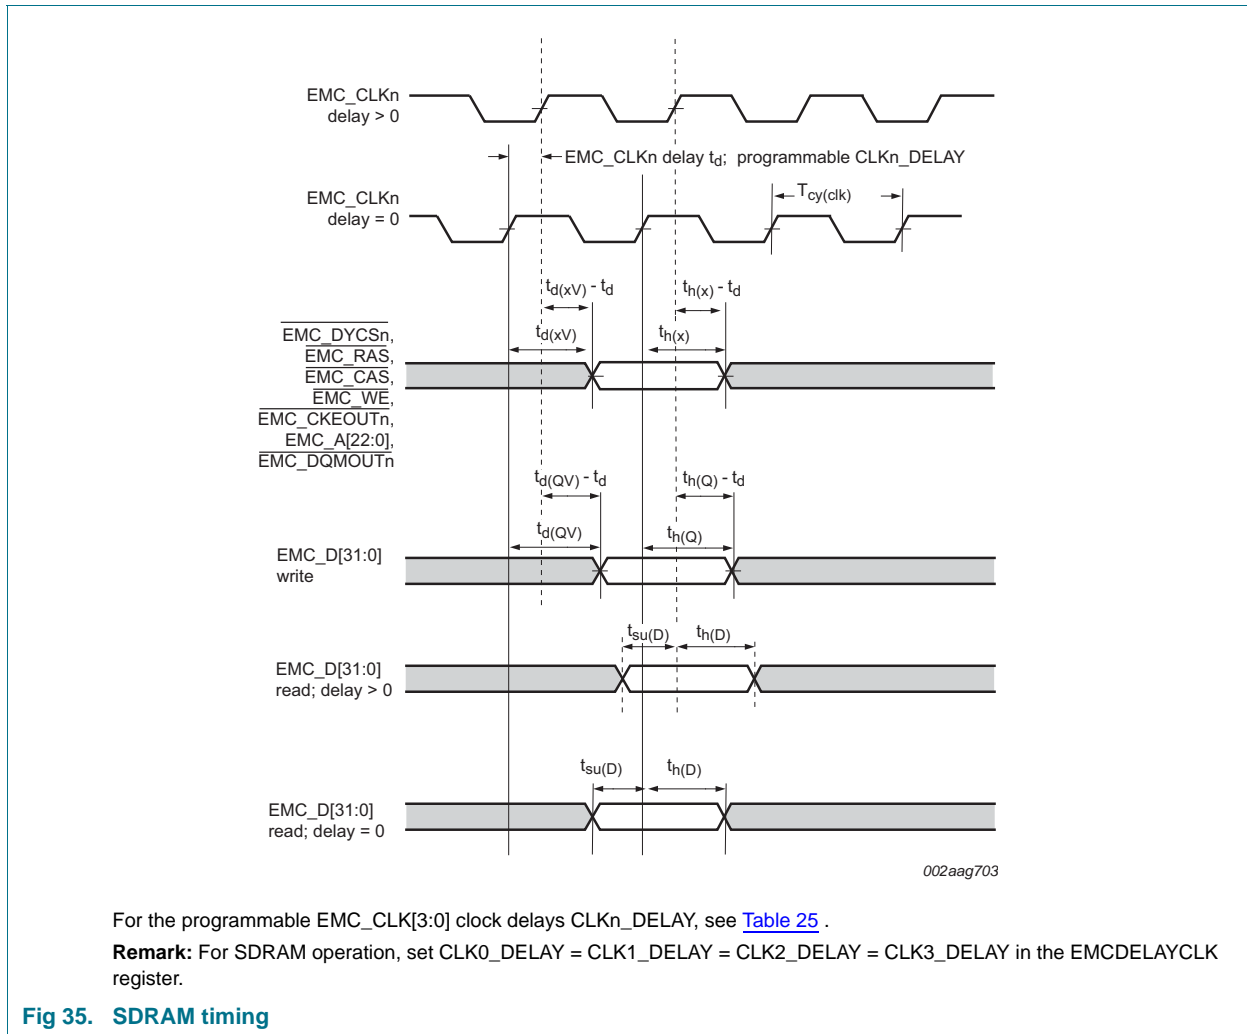 EMC_CLKn
delay > 0
EMC_CLKn delay td; programmable CLKn_DELAY
EMC_CLKn
delay = 0
Tcy(clk)
td(xV) - td
th(x) - td
td(xV)
th(x)
EMC_DYCSn,
EMC_RAS,
EMC_CAS,
EMC_WE,
EMC_CKEOUTn,
EMC_A[22:0],
EMC_DQMOUTn
td(QV) - td
th(Q) - td
td(QV)
th(Q)
EMC_D[31:0]
write
tsu(D)
th(D)
EMC_D[31:0]
read; delay > 0
tsu(D)
th(D)
EMC_D[31:0]
read; delay = 0
002aag703
For the programmable EMC_CLK[3:0] clock delays CLKn_DELAY, see Table 25 .
Remark: For SDRAM operation, set CLK0_DELAY = CLK1_DELAY = CLK2_DELAY = CLK3_DELAY in the EMCDELAYCLK
register.
Fig 35. SDRAM timing